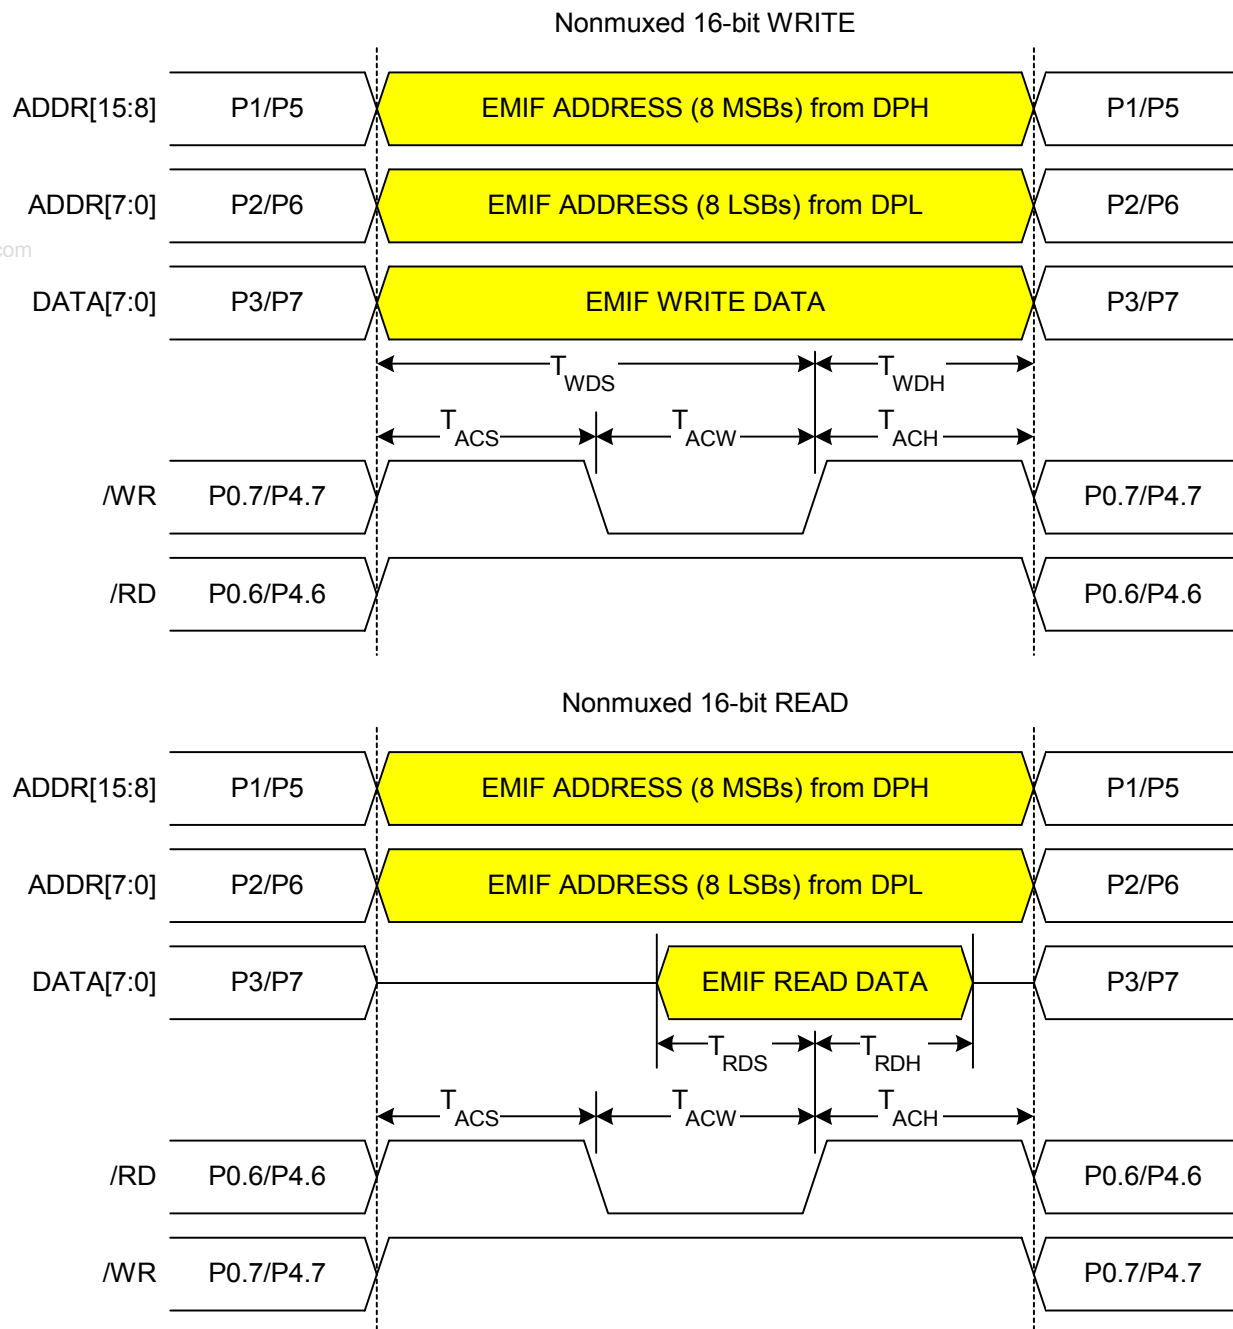 Nonmuxed 16-bit WRITE
ADDR[15:8] P1/P5 EMIF ADDRESS (8 MSBs) from DPH P1/P5
ADDR[7:0] P2/P6 EMIF ADDRESS (8 LSBs) from DPL P2/P6
com
DATA[7:0] P3/P7 EMIF WRITE DATA P3/P7
TWDS TWDH
TACS TACW TACH
/WR P0.7/P4.7 P0.7/P4.7
/RD P0.6/P4.6 P0.6/P4.6
Nonmuxed 16-bit READ
ADDR[15:8] P1/P5 EMIF ADDRESS (8 MSBs) from DPH P1/P5
ADDR[7:0] P2/P6 EMIF ADDRESS (8 LSBs) from DPL P2/P6
DATA[7:0] P3/P7 EMIF READ DATA P3/P7
TRDS TRDH
TACS TACW TACH
/RD P0.6/P4.6 P0.6/P4.6
/WR P0.7/P4.7 P0.7/P4.7